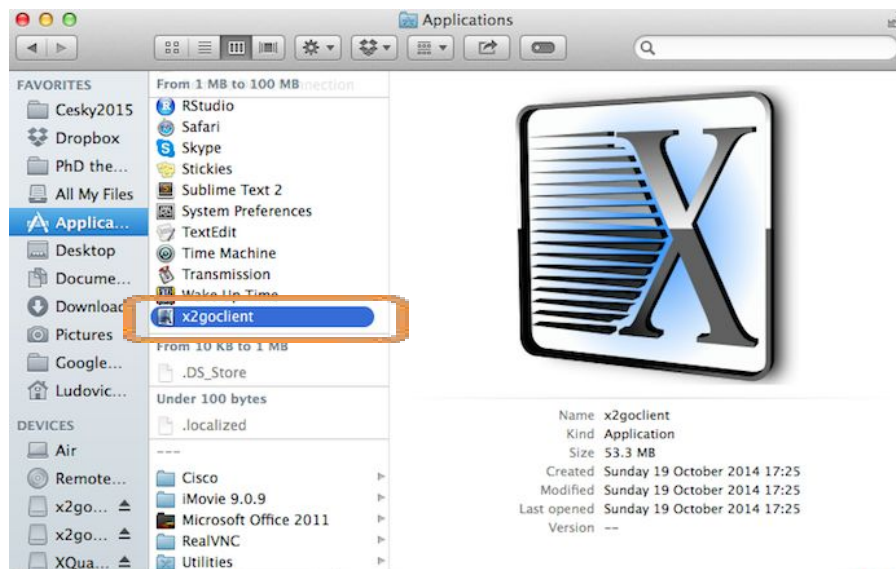 Applications
FAVORITES
Cesky2015
Dropbox
PhD the...
All My Files
Applica...
Desktop
Docume...
Downloa
Pictures
Google...
Ludovic...
DEVICES
Air
Remote...
x2go...
x2go...
XQua...
From 1 MB to 100 MB
RStudio
Safari
Skype
Stickies
Sublime Text 2
System Preferences
TextEdit
Time Machine
Transmission
Wake Up Time
x2goclient
From 10 KB to 1 MB
.DS_Store
Under 100 bytes
.localized
---
Cisco
iMovie 9.0.9
Microsoft Office 2011
RealVNC
Utilities
X
Name x2goclient
Kind Application
Size 53.3 MB
Created Sunday 19 October 2014 17:25
Modified Sunday 19 October 2014 17:25
Last opened Sunday 19 October 2014 17:25
Version --